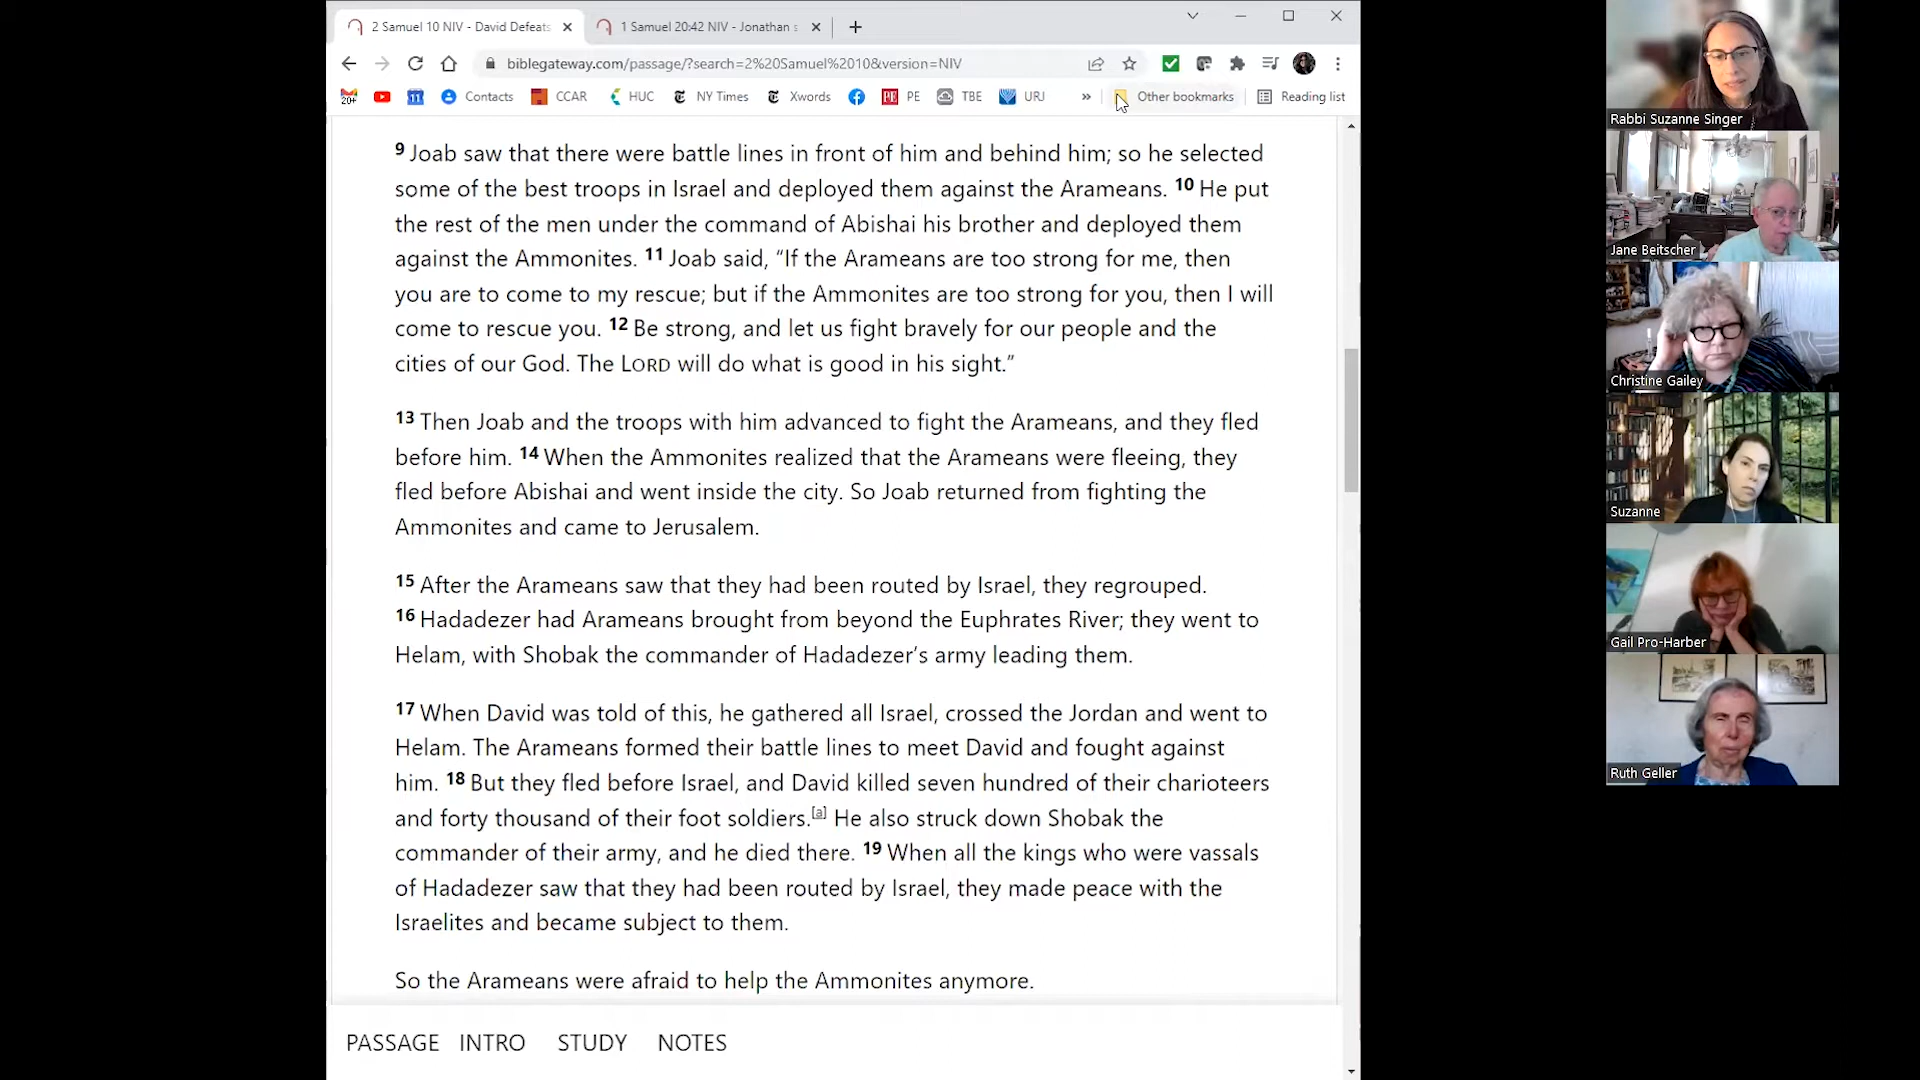 2 Samuel 10 NIV - David Defeats
1 Samuel 20:42 NIV - Jonathan s
biblegateway.com/passage/?search=2%20Samuel%2010&version=NIV
20+
11
Contacts
CCAR
HUC
NY Times
Xwords
PE
PE
TBE
URJ
»
Other bookmarks
Reading list
9 Joab saw that there were battle lines in front of him and behind him; so he selected
some of the best troops in Israel and deployed them against the Arameans. 10 He put
the rest of the men under the command of Abishai his brother and deployed them
against the Ammonites. 11 Joab said, “If the Arameans are too strong for me, then
you are to come to my rescue; but if the Ammonites are too strong for you, then I will
come to rescue you. 12 Be strong, and let us fight bravely for our people and the
cities of our God. The LORD will do what is good in his sight.”
13 Then Joab and the troops with him advanced to fight the Arameans, and they fled
before him. 14 When the Ammonites realized that the Arameans were fleeing, they
fled before Abishai and went inside the city. So Joab returned from fighting the
Ammonites and came to Jerusalem.
15 After the Arameans saw that they had been routed by Israel, they regrouped.
16 Hadadezer had Arameans brought from beyond the Euphrates River; they went to
Helam, with Shobak the commander of Hadadezer’s army leading them.
17 When David was told of this, he gathered all Israel, crossed the Jordan and went to
Helam. The Arameans formed their battle lines to meet David and fought against
him. 18 But they fled before Israel, and David killed seven hundred of their charioteers
and forty thousand of their foot soldiers.[a] He also struck down Shobak the
commander of their army, and he died there. 19 When all the kings who were vassals
of Hadadezer saw that they had been routed by Israel, they made peace with the
Israelites and became subject to them.
So the Arameans were afraid to help the Ammonites anymore.
PASSAGE INTRO STUDY NOTES
Rabbi Suzanne Singer
Jane Beitscher
Christine Gailey
Suzanne
Gail Pro-Harber
Ruth Geller